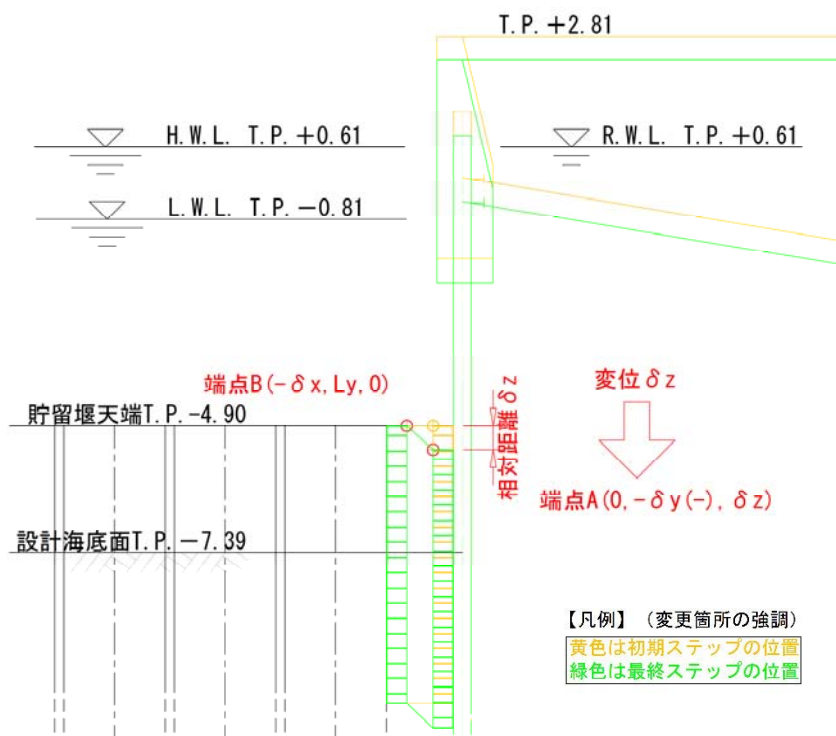 T.P.+2.81
H.W.L. T.P.+0.61
R.W.L. T.P.+0.61
L.W.L. T.P.−0.81
端点B(-δx,Ly,0)
相対距離δz
変位δz
貯留堰天端T.P.-4.90
端点A(0,-δy(-),δz)
設計海底面T.P.−7.39
【凡例】 (変更箇所の強調)
黄色は初期ステップの位置
緑色は最終ステップの位置